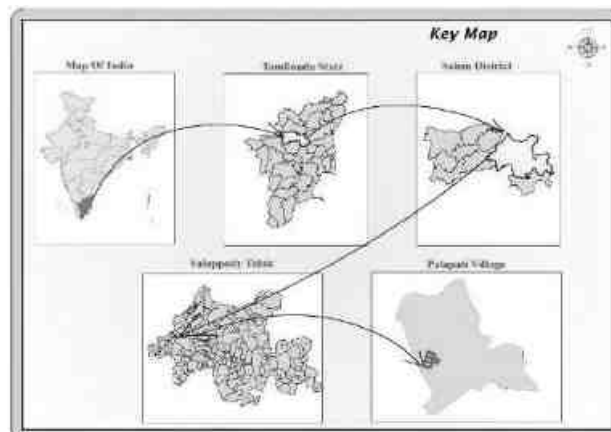 Key Map
Map Of India
Tamilnadu State
Salem District
Valappady Taluk
Palapatti Village